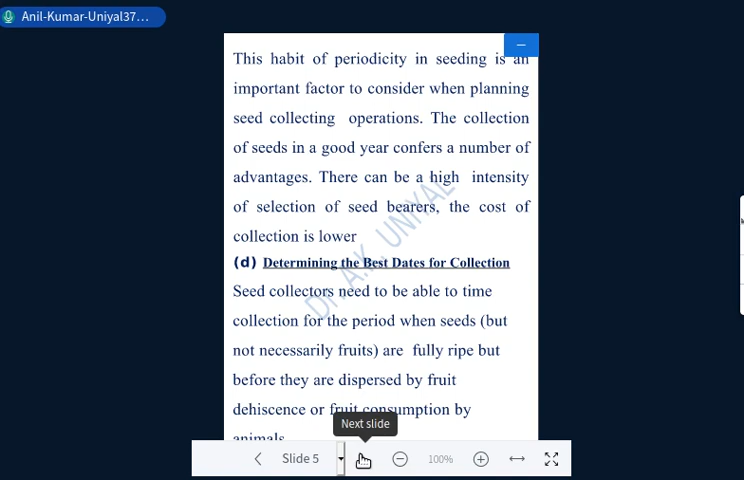 Anil-Kumar-Uniyal37...
This habit of periodicity in seeding is an
important factor to consider when planning
seed collecting operations. The collection
of seeds in a good year confers a number of
advantages. There can be a high intensity
of selection of seed bearers, the cost of
collection is lower
Dr. A.K. UNIYAL
(d) Determining the Best Dates for Collection
Seed collectors need to be able to time
collection for the period when seeds (but
not necessarily fruits) are fully ripe but
before they are dispersed by fruit
dehiscence or fruit consumption by
animals
Next slide
Slide 5
100%